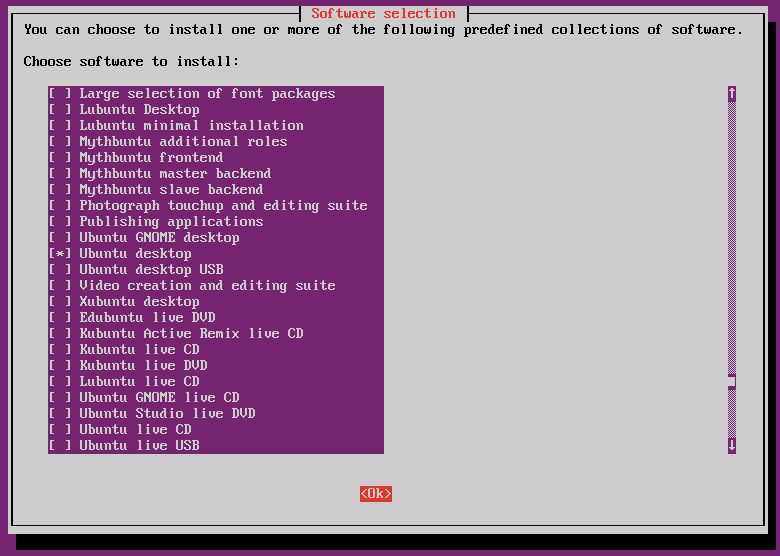 Software selection
You can choose to install one or more of the following predefined collections of software.
Choose software to install:
[ ] Large selection of font packages
[ ] Lubuntu Desktop
[ ] Lubuntu minimal installation
[ ] Mythbuntu additional roles
[ ] Mythbuntu frontend
[ ] Mythbuntu master backend
[ ] Mythbuntu slave backend
[ ] Photograph touchup and editing suite
[ ] Publishing applications
[ ] Ubuntu GNOME desktop
[*] Ubuntu desktop
[ ] Ubuntu desktop USB
[ ] Video creation and editing suite
[ ] Xubuntu desktop
[ ] Edubuntu live DVD
[ ] Kubuntu Active Remix live CD
[ ] Kubuntu live CD
[ ] Kubuntu live DVD
[ ] Lubuntu live CD
[ ] Ubuntu GNOME live CD
[ ] Ubuntu Studio live DVD
[ ] Ubuntu live CD
[ ] Ubuntu live USB
<Ok>